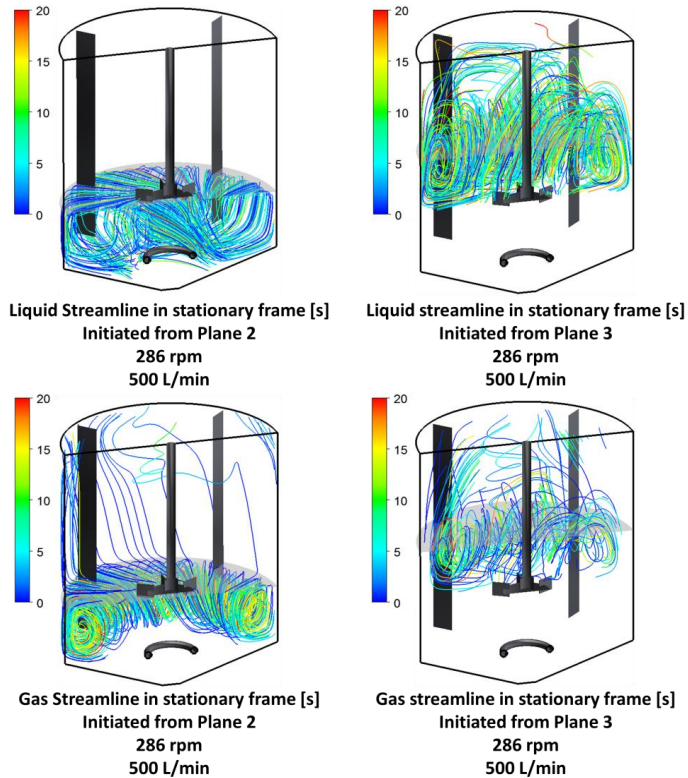 20
15
10
5
0
Liquid Streamline in stationary frame [s]
Initiated from Plane 2
286 rpm
500 L/min
20
15
10
5
0
Liquid streamline in stationary frame [s]
Initiated from Plane 3
286 rpm
500 L/min
20
15
10
5
0
Gas Streamline in stationary frame [s]
Initiated from Plane 2
286 rpm
500 L/min
20
15
10
5
0
Gas streamline in stationary frame [s]
Initiated from Plane 3
286 rpm
500 L/min